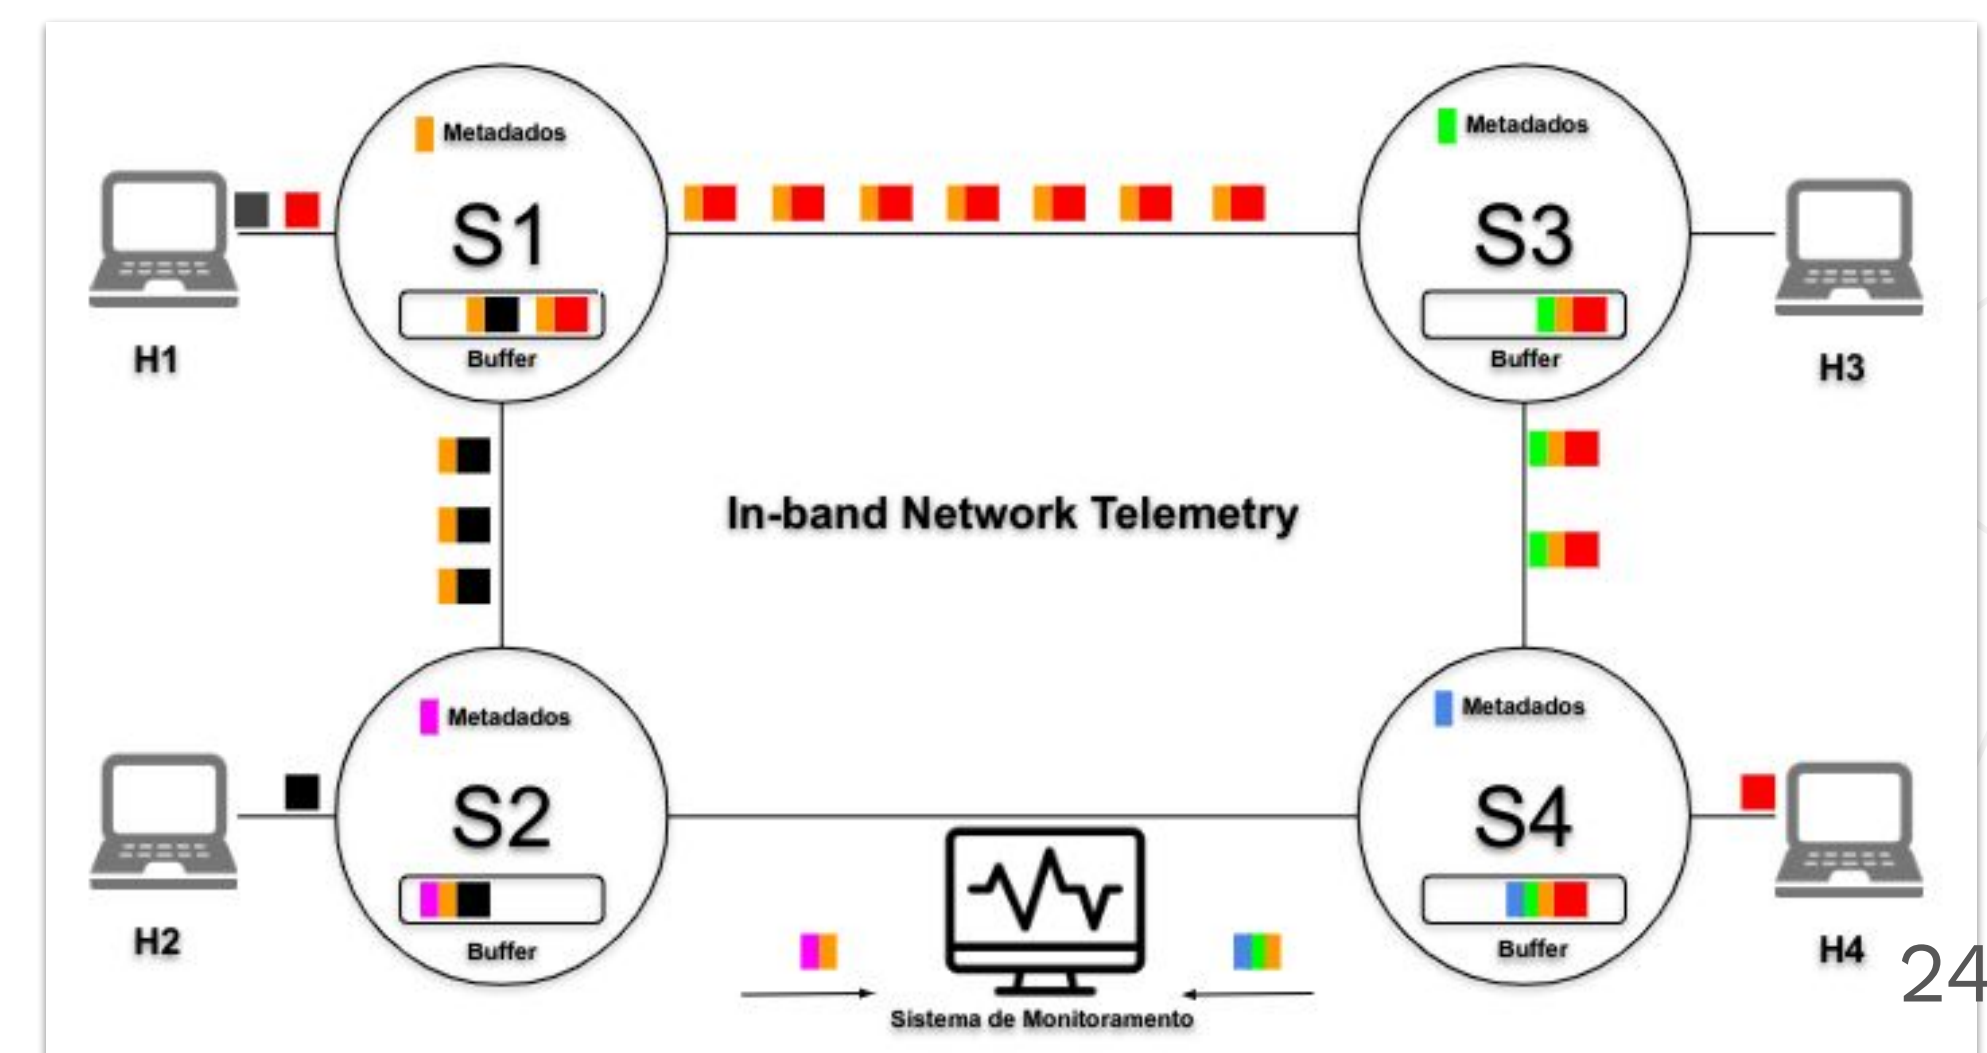 Metadados
S1
Buffer
H1
Metadados
S3
Buffer
H3
In-band Network Telemetry
Metadados
S2
Buffer
H2
Metadados
S4
Buffer
H4
Sistema de Monitoramento
24